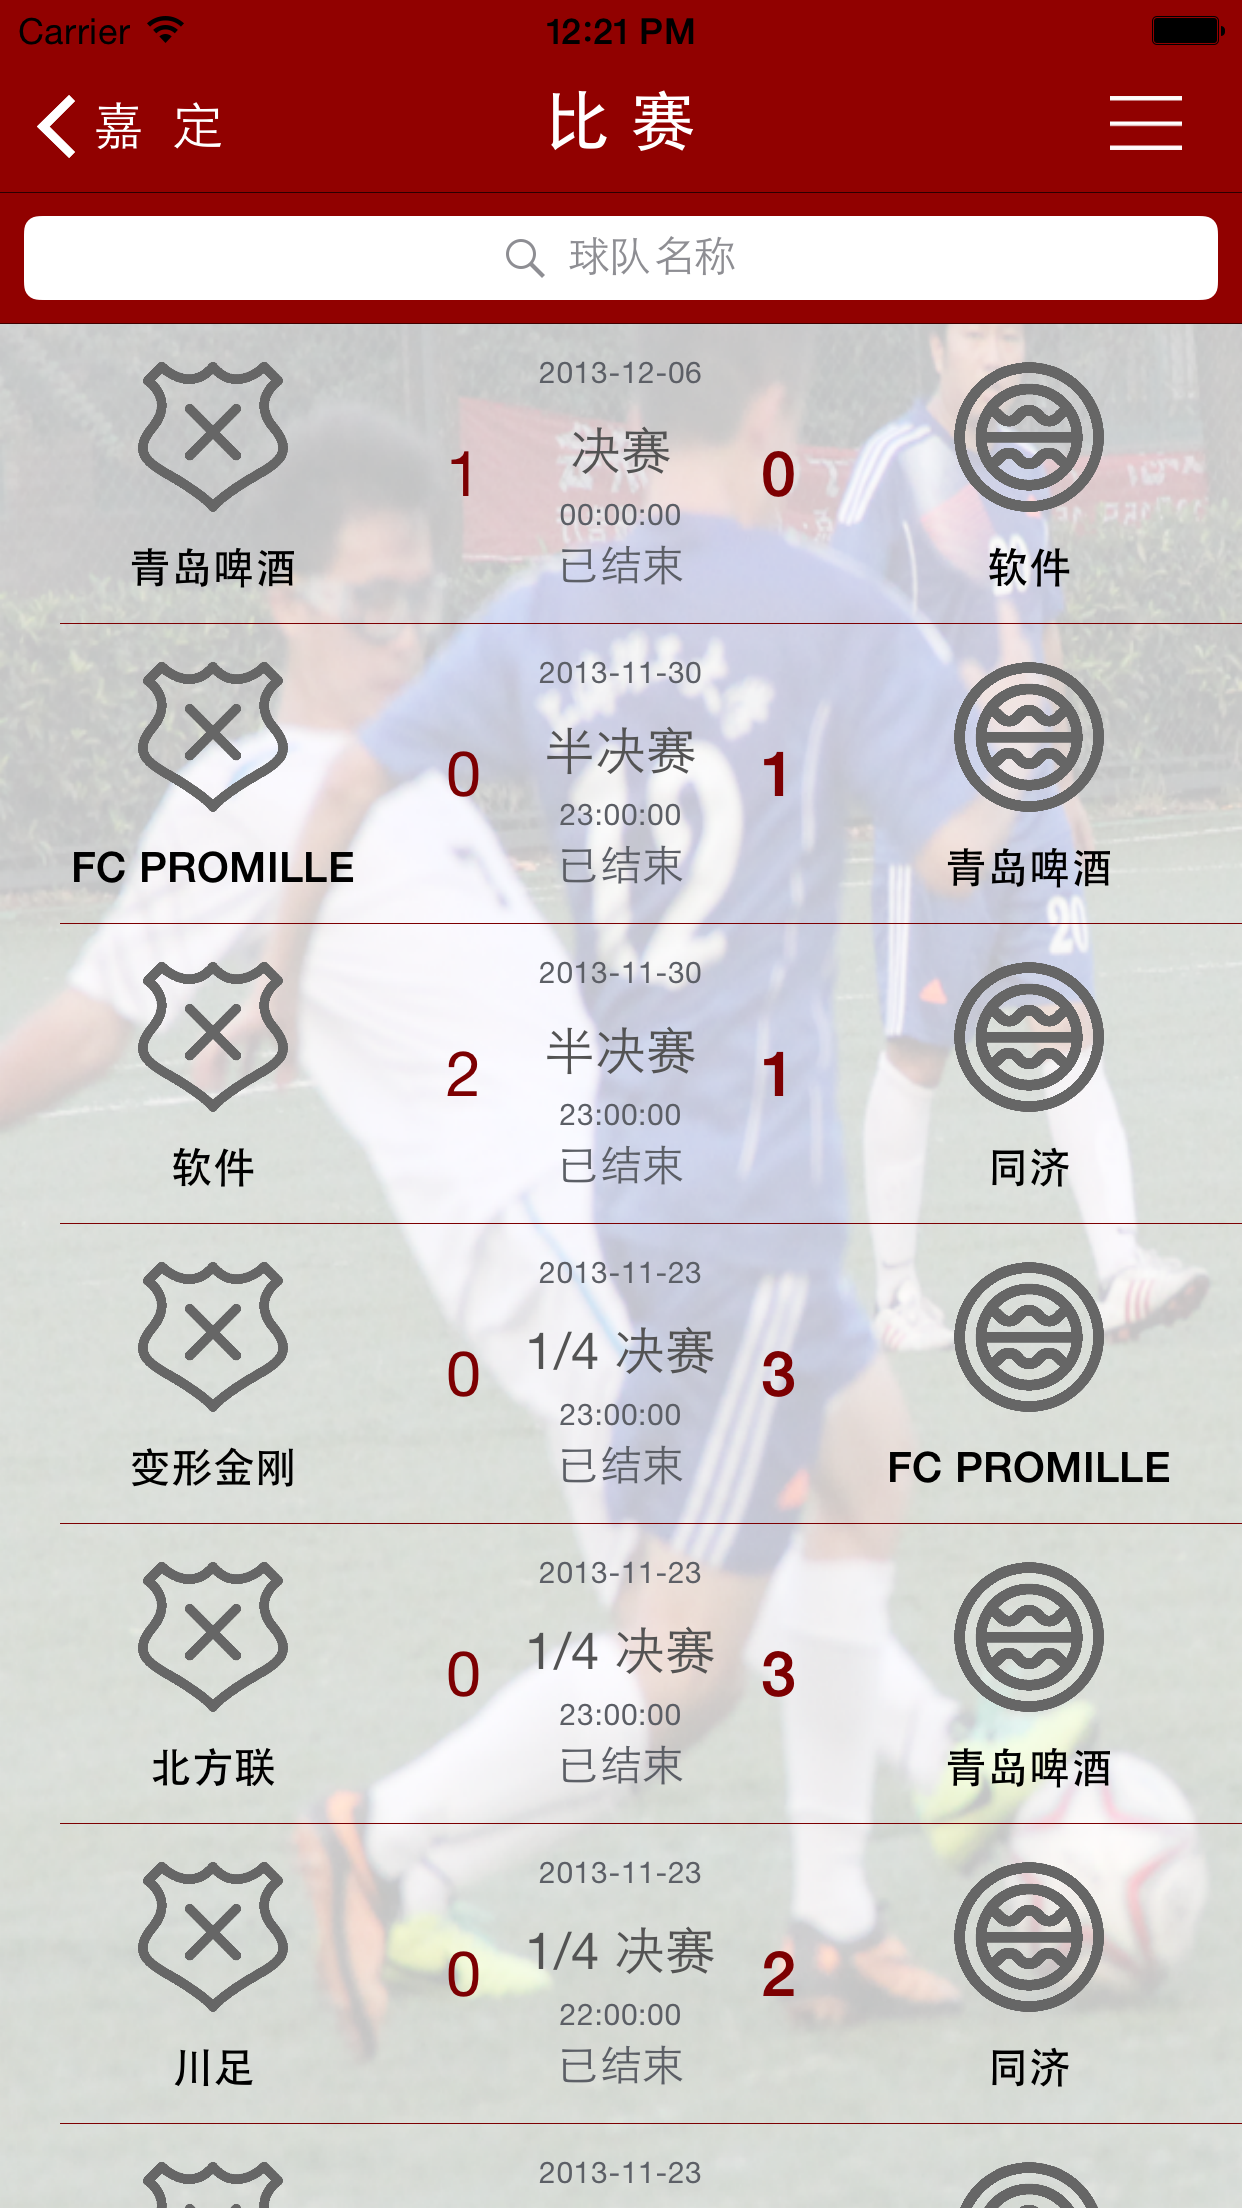 Carrier 12:21 PM
嘉 定 比 赛
球队名称
2013-12-06
决赛
1 0
00:00:00
已结束
青岛啤酒 软件
2013-11-30
半决赛
0 1
23:00:00
已结束
FC PROMILLE 青岛啤酒
2013-11-30
半决赛
2 1
23:00:00
已结束
软件 同济
2013-11-23
1/4 决赛
0 3
23:00:00
已结束
变形金刚 FC PROMILLE
2013-11-23
1/4 决赛
0 3
23:00:00
已结束
北方联 青岛啤酒
2013-11-23
1/4 决赛
0 2
22:00:00
已结束
川足 同济
2013-11-23
12
20